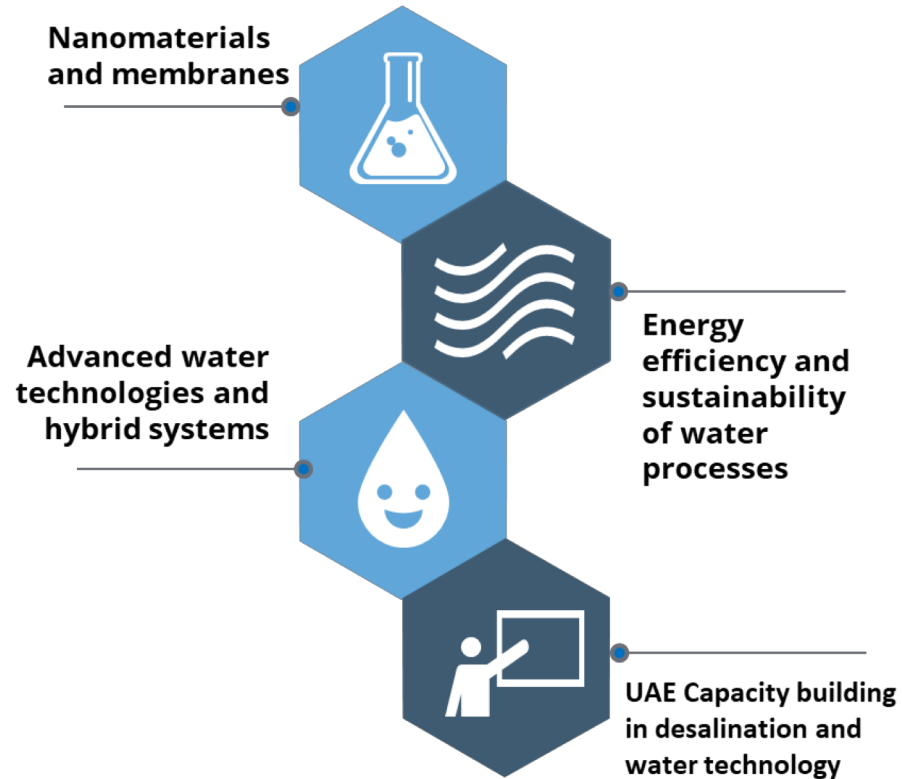 Nanomaterials
and membranes
Energy
efficiency and
sustainability
of water
processes
Advanced water
technologies and
hybrid systems
UAE Capacity building
in desalination and
water technology